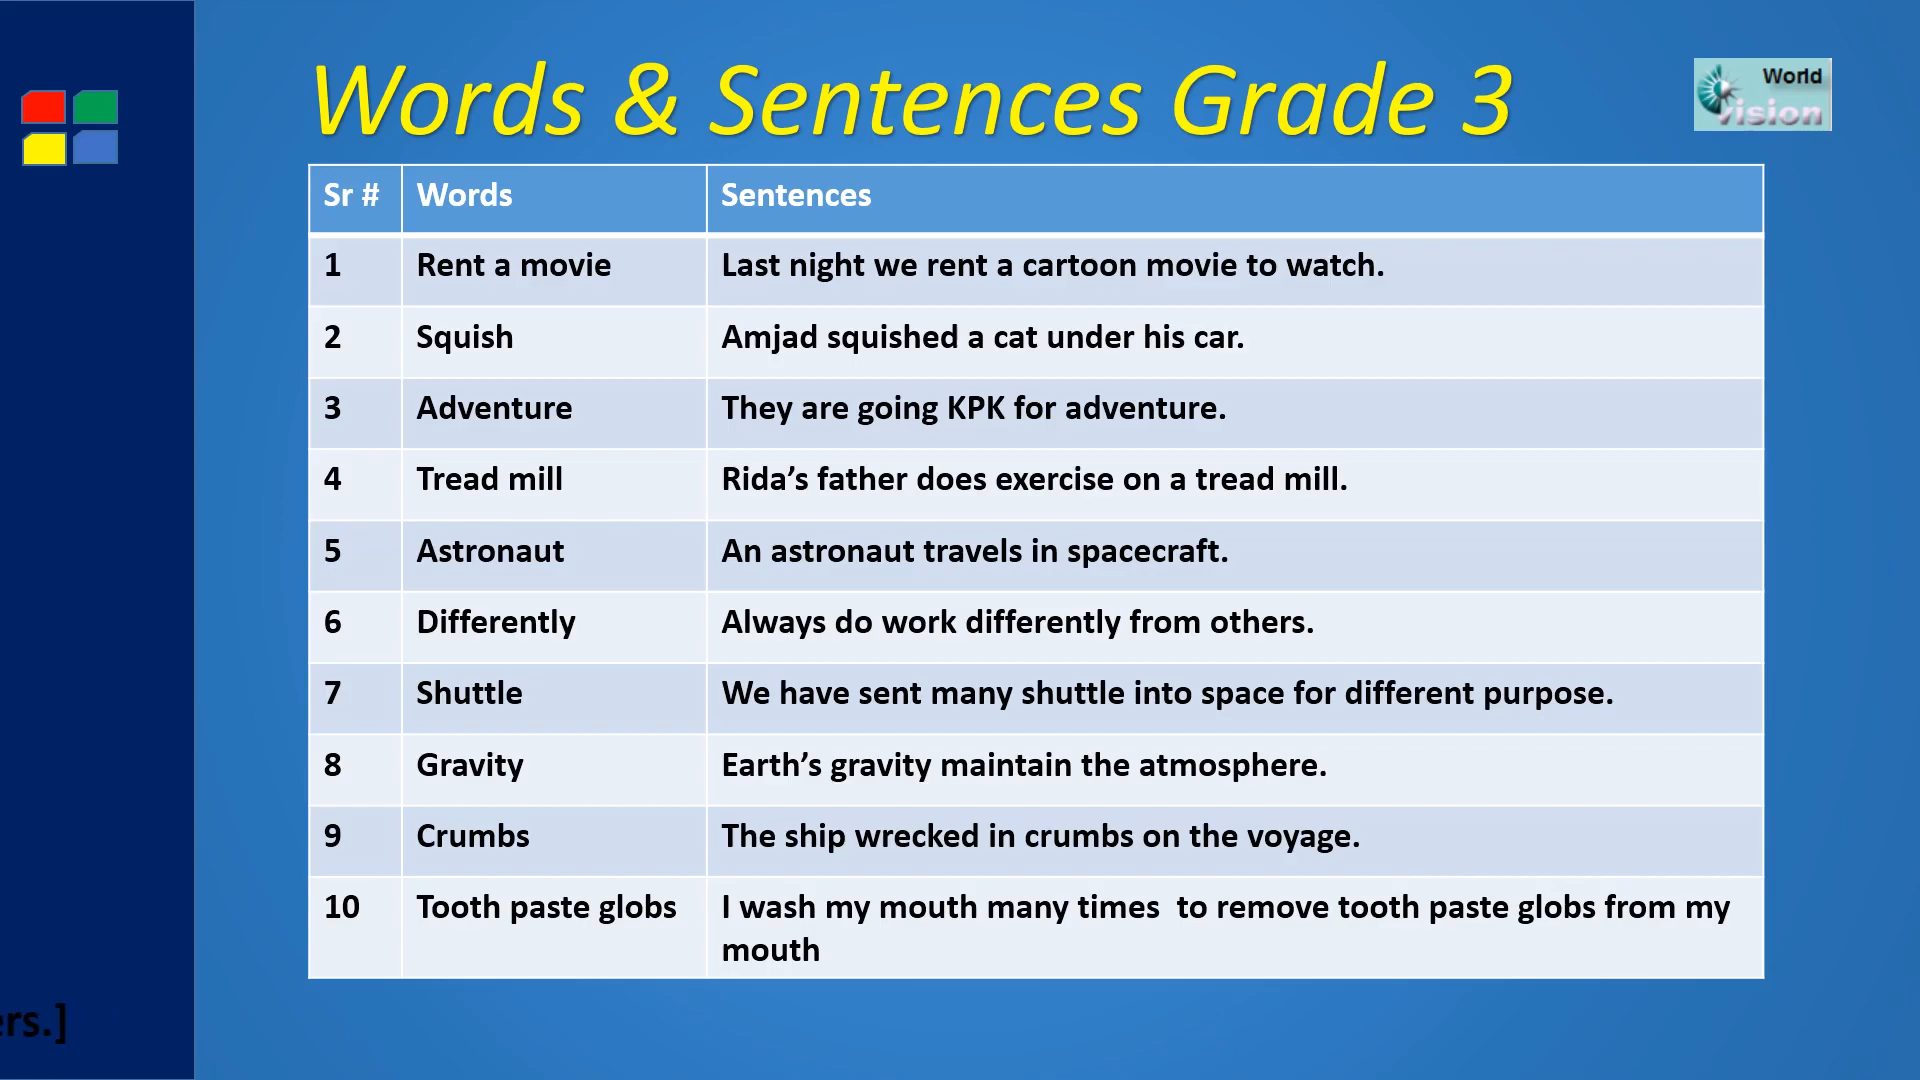 Words & Sentences Grade 3
World
vision
Sr # Words Sentences
1 Rent a movie Last night we rent a cartoon movie to watch.
2 Squish Amjad squished a cat under his car.
3 Adventure They are going KPK for adventure.
4 Tread mill Rida’s father does exercise on a tread mill.
5 Astronaut An astronaut travels in spacecraft.
6 Differently Always do work differently from others.
7 Shuttle We have sent many shuttle into space for different purpose.
8 Gravity Earth’s gravity maintain the atmosphere.
9 Crumbs The ship wrecked in crumbs on the voyage.
10 Tooth paste globs I wash my mouth many times  to remove tooth paste globs from my
mouth
ers.]